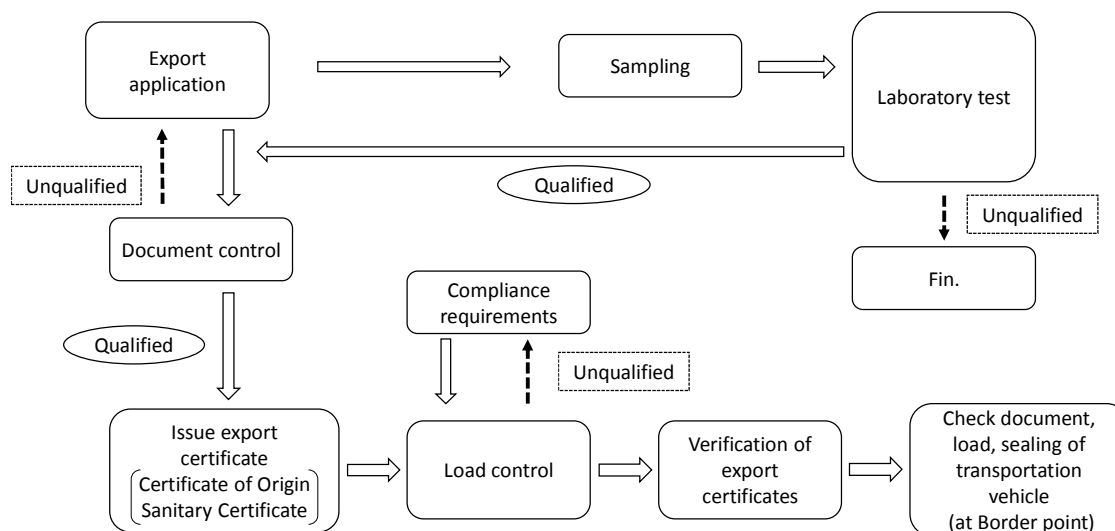 Export
application
Sampling
Laboratory test
Unqualified
Qualified
Unqualified
Document control
Fin.
Compliance
requirements
Qualified
Unqualified
Issue export
certificate
Certificate of Origin
Sanitary Certificate
Load control
Verification of
export
certificates
Check document,
load, sealing of
transportation
vehicle
(at Border point)